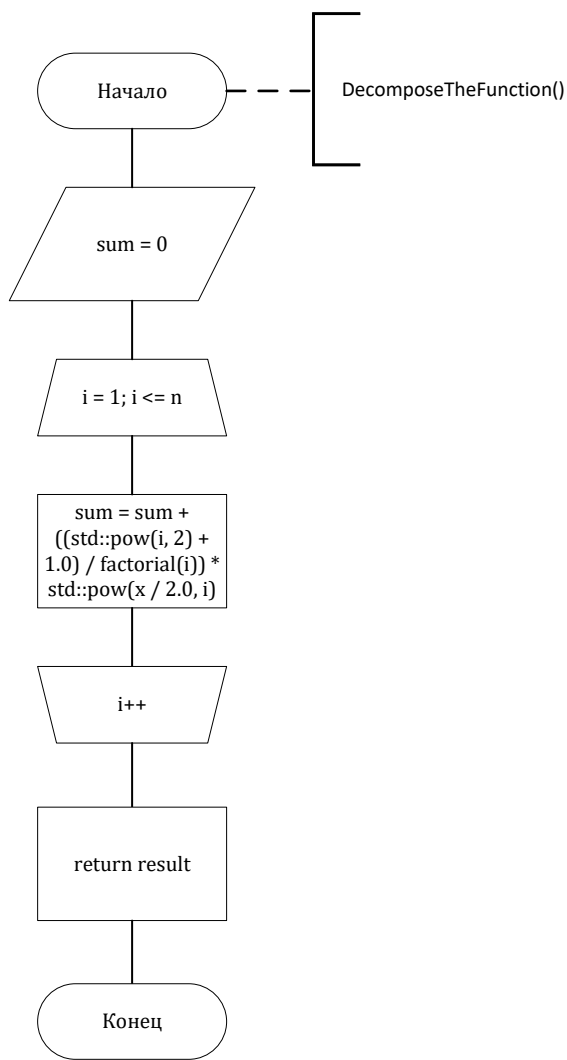 Начало
DecomposeTheFunction()
sum = 0
i = 1; i <= n
sum = sum +
((std::pow(i, 2) +
1.0) / factorial(i)) *
std::pow(x / 2.0, i)
i++
return result
Конец